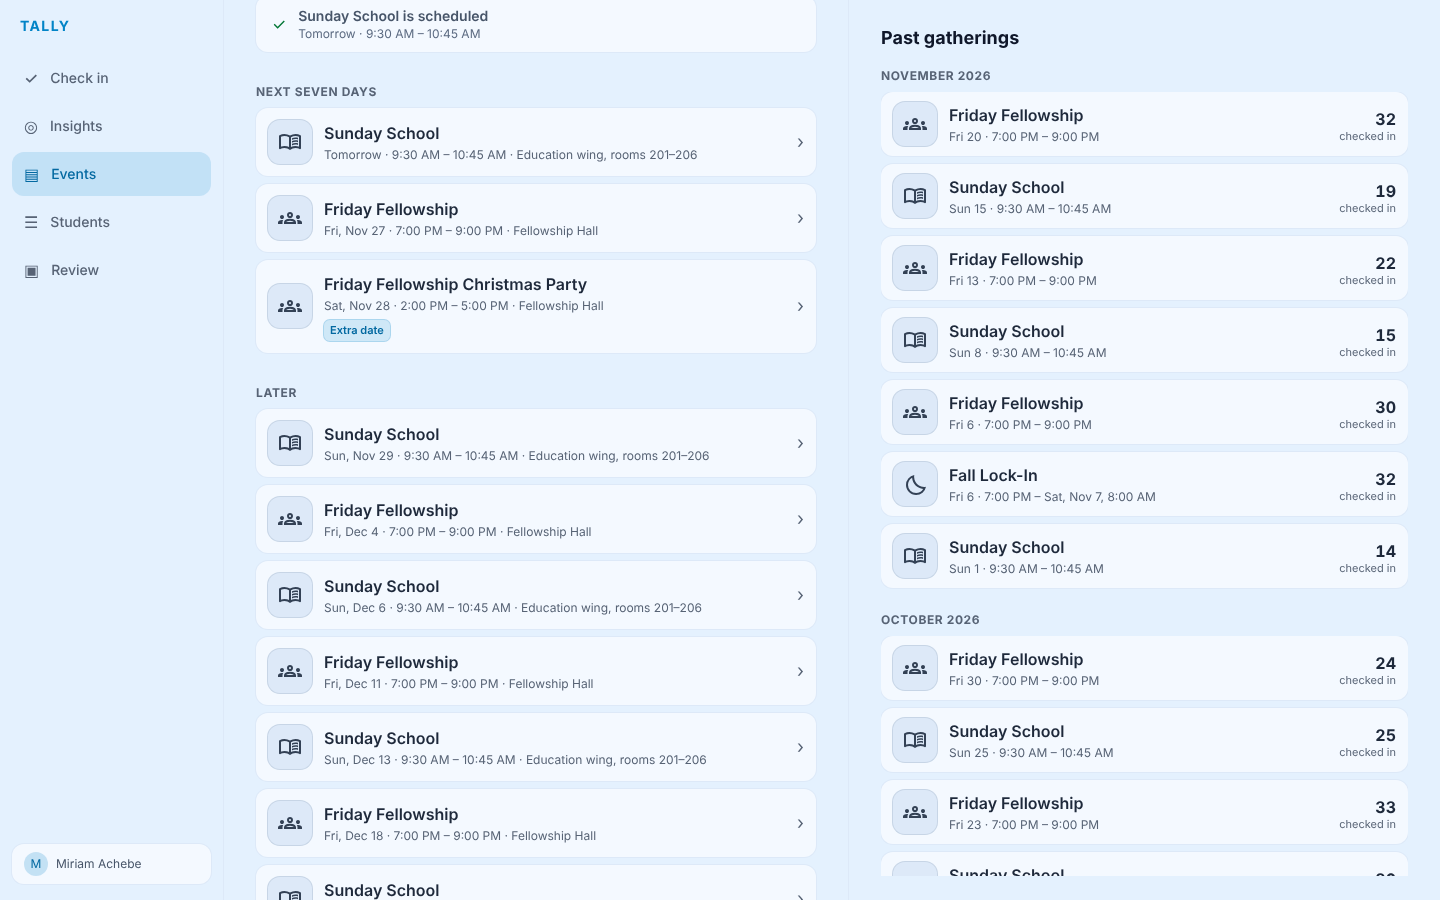 TALLY
Check in
Insights
Events
Students
Review
M
Miriam Achebe
Sunday School is scheduled
Tomorrow · 9:30 AM – 10:45 AM
NEXT SEVEN DAYS
Sunday School
Tomorrow · 9:30 AM – 10:45 AM · Education wing, rooms 201–206
Friday Fellowship
Fri, Nov 27 · 7:00 PM – 9:00 PM · Fellowship Hall
Friday Fellowship Christmas Party
Sat, Nov 28 · 2:00 PM – 5:00 PM · Fellowship Hall
Extra date
LATER
Sunday School
Sun, Nov 29 · 9:30 AM – 10:45 AM · Education wing, rooms 201–206
Friday Fellowship
Fri, Dec 4 · 7:00 PM – 9:00 PM · Fellowship Hall
Sunday School
Sun, Dec 6 · 9:30 AM – 10:45 AM · Education wing, rooms 201–206
Friday Fellowship
Fri, Dec 11 · 7:00 PM – 9:00 PM · Fellowship Hall
Sunday School
Sun, Dec 13 · 9:30 AM – 10:45 AM · Education wing, rooms 201–206
Friday Fellowship
Fri, Dec 18 · 7:00 PM – 9:00 PM · Fellowship Hall
Sunday School
Past gatherings
NOVEMBER 2026
Friday Fellowship
Fri 20 · 7:00 PM – 9:00 PM
32
checked in
Sunday School
Sun 15 · 9:30 AM – 10:45 AM
19
checked in
Friday Fellowship
Fri 13 · 7:00 PM – 9:00 PM
22
checked in
Sunday School
Sun 8 · 9:30 AM – 10:45 AM
15
checked in
Friday Fellowship
Fri 6 · 7:00 PM – 9:00 PM
30
checked in
Fall Lock-In
Fri 6 · 7:00 PM – Sat, Nov 7, 8:00 AM
32
checked in
Sunday School
Sun 1 · 9:30 AM – 10:45 AM
14
checked in
OCTOBER 2026
Friday Fellowship
Fri 30 · 7:00 PM – 9:00 PM
24
checked in
Sunday School
Sun 25 · 9:30 AM – 10:45 AM
25
checked in
Friday Fellowship
Fri 23 · 7:00 PM – 9:00 PM
33
checked in
Sunday School